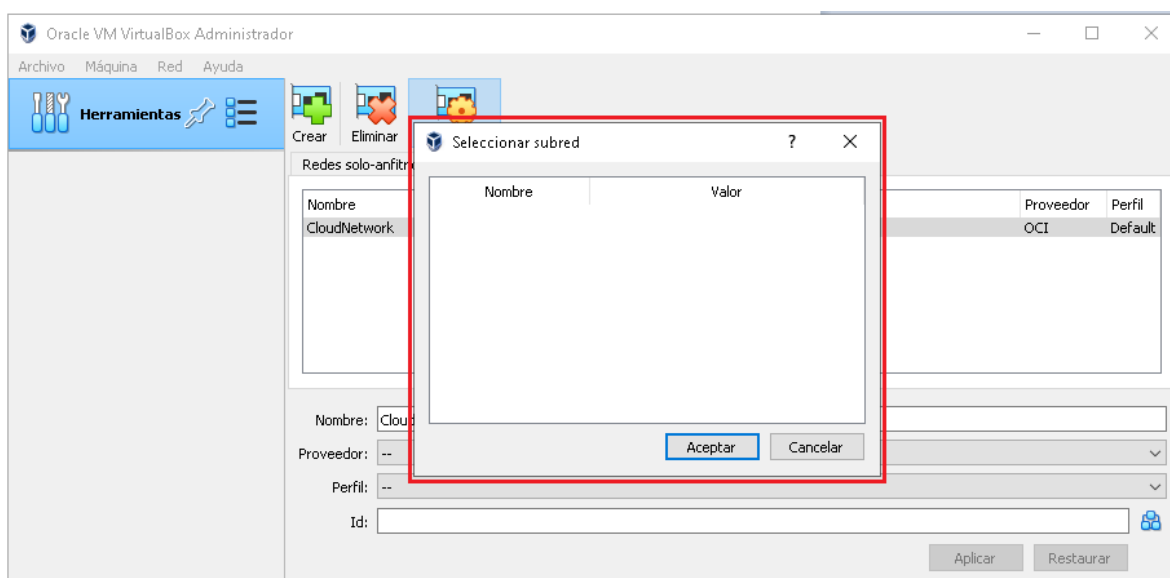 Oracle VM VirtualBox Administrador
Archivo Máquina Red Ayuda
Herramientas
Crear Eliminar
Redes solo-anfitr
Nombre Proveedor Perfil
CloudNetwork OCI Default
Seleccionar subred ?
Nombre Valor
Aceptar Cancelar
Nombre: Cloud
Proveedor: --
Perfil: --
Id:
Aplicar Restaurar